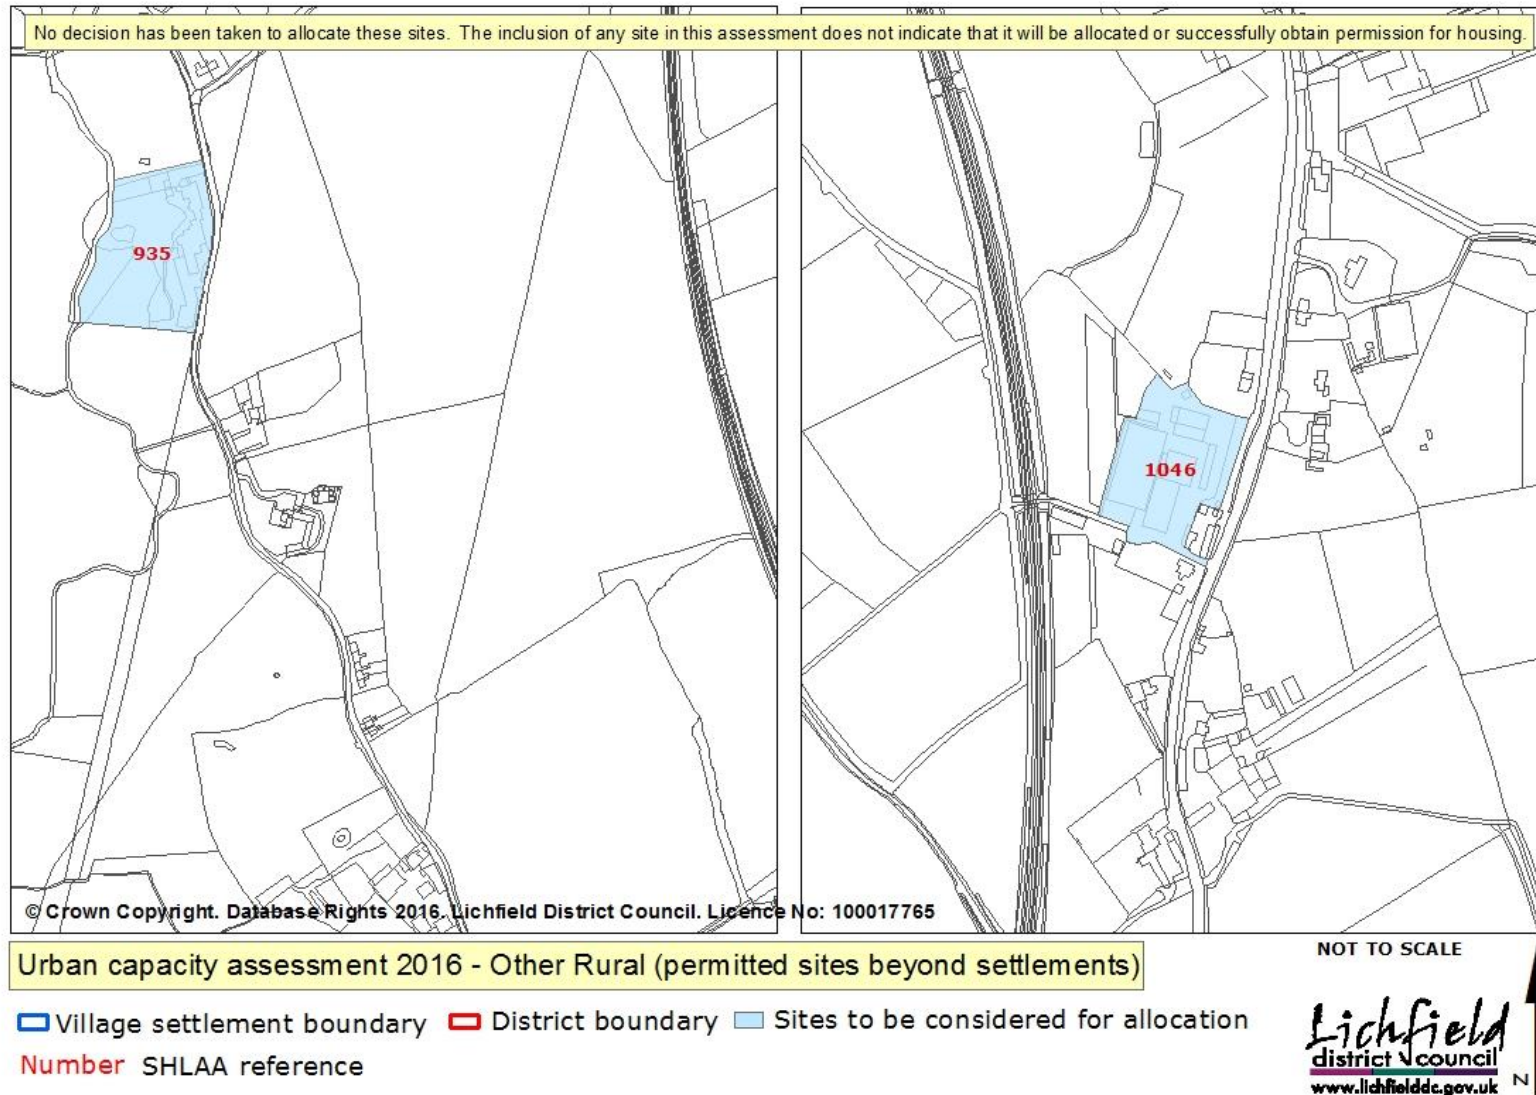 No decision has been taken to allocate these sites. The inclusion of any site in this assessment does not indicate that it will be allocated or successfully obtain permission for housing.
935
1046
© Crown Copyright. Database Rights 2016. Lichfield District Council. Licence No: 100017765
Urban capacity assessment 2016 - Other Rural (permitted sites beyond settlements)
NOT TO SCALE
Village settlement boundary District boundary Sites to be considered for allocation
Number SHLAA reference
Lichfield
district council
www.lichfielddc.gov.uk
N